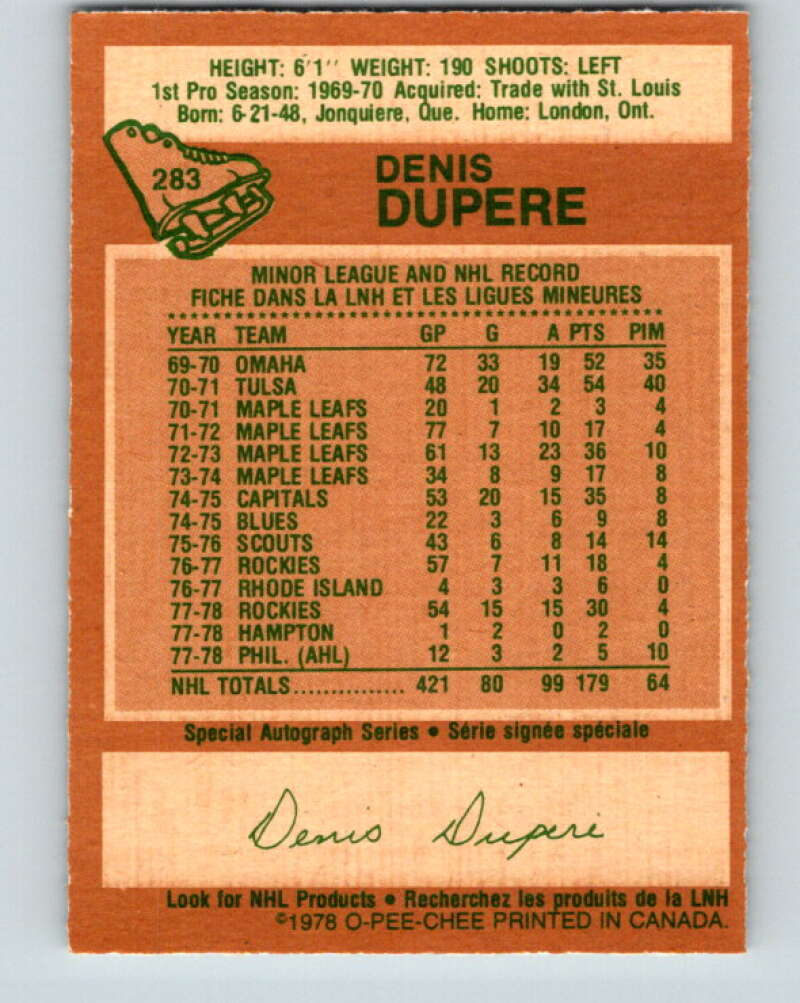 HEIGHT: 6'1" WEIGHT: 190 SHOOTS: LEFT
1st Pro Season: 1969-70 Acquired: Trade with St. Louis
Born: 6-21-48, Jonquiere, Que. Home: London, Ont.
283
DENIS
DUPERE
MINOR LEAGUE AND NHL RECORD
FICHE DANS LA LNH ET LES LIGUES MINEURES
YEAR TEAM GP G A PTS PIM
69-70 OMAHA 72 33 19 52 35
70-71 TULSA 48 20 34 54 40
70-71 MAPLE LEAFS 20 1 2 3 4
71-72 MAPLE LEAFS 77 7 10 17 4
72-73 MAPLE LEAFS 61 13 23 36 10
73-74 MAPLE LEAFS 34 8 9 17 8
74-75 CAPITALS 53 20 15 35 8
74-75 BLUES 22 3 6 9 8
75-76 SCOUTS 43 6 8 14 14
76-77 ROCKIES 57 7 11 18 4
76-77 RHODE ISLAND 4 3 3 6 0
77-78 ROCKIES 54 15 15 30 4
77-78 HAMPTON 1 2 0 2 0
77-78 PHIL. (AHL) 12 3 2 5 10
NHL TOTALS............... 421 80 99 179 64
Special Autograph Series • Série signée spéciale
Denis Duperé
Look for NHL Products • Recherchez les produits de la LNH
©1978 O-PEE-CHEE PRINTED IN CANADA.